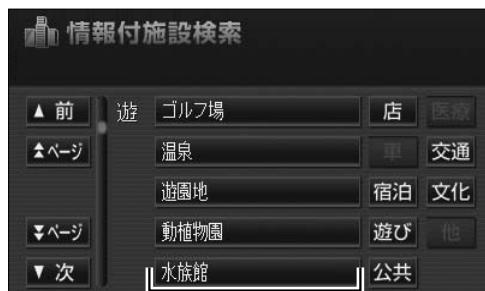 情報付施設検索
▲ 前 遊 ゴルフ場 店 医療
ページ 温泉 車 交通
遊園地 宿泊 文化
ページ 動植物園 遊び 他
▼ 次 水族館 公共